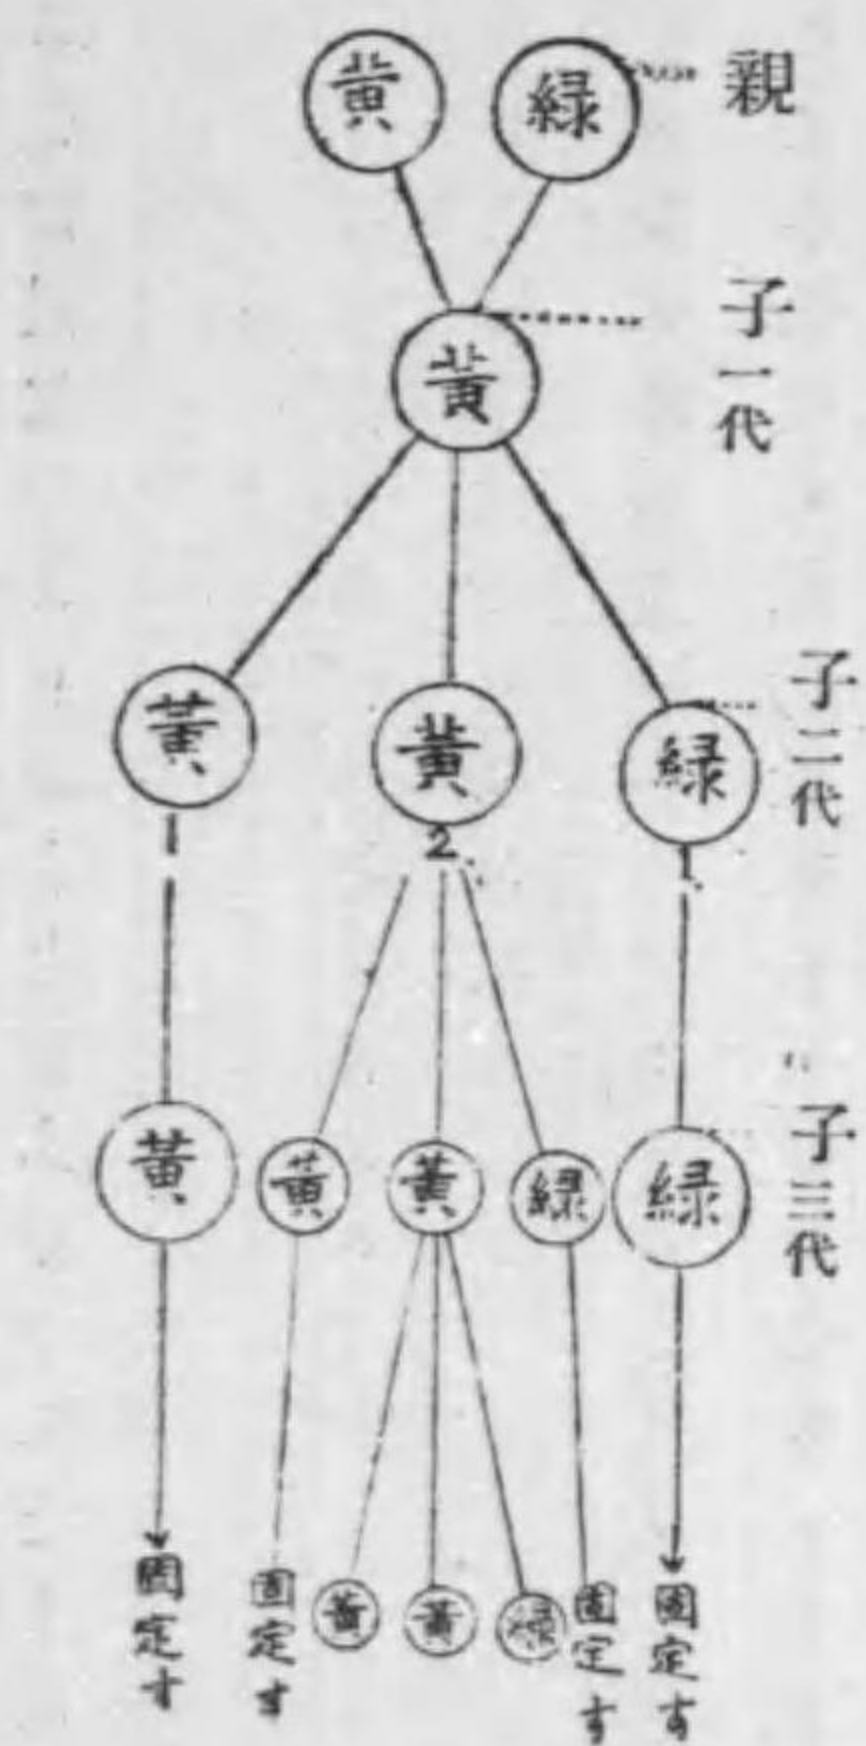 黄 緑 親
黄 子一代
黄 黄 緑 子二代
1 2 1
黄 黄 黄 緑 緑 子三代
固定す 固定す 黄 黄 緑 固定す 固定す